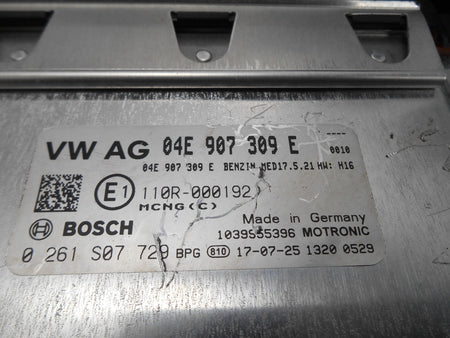 VW AG 04E 907 309 E ----
0010
04E 907 309 E BENZIN MED17.5.21 HW: H16
E1 110R-000192
MCNG(C)
BOSCH
Made in Germany
1039S55396 MOTRONIC
0 261 S07 729 BPG 810 17-07-25 1320 0529